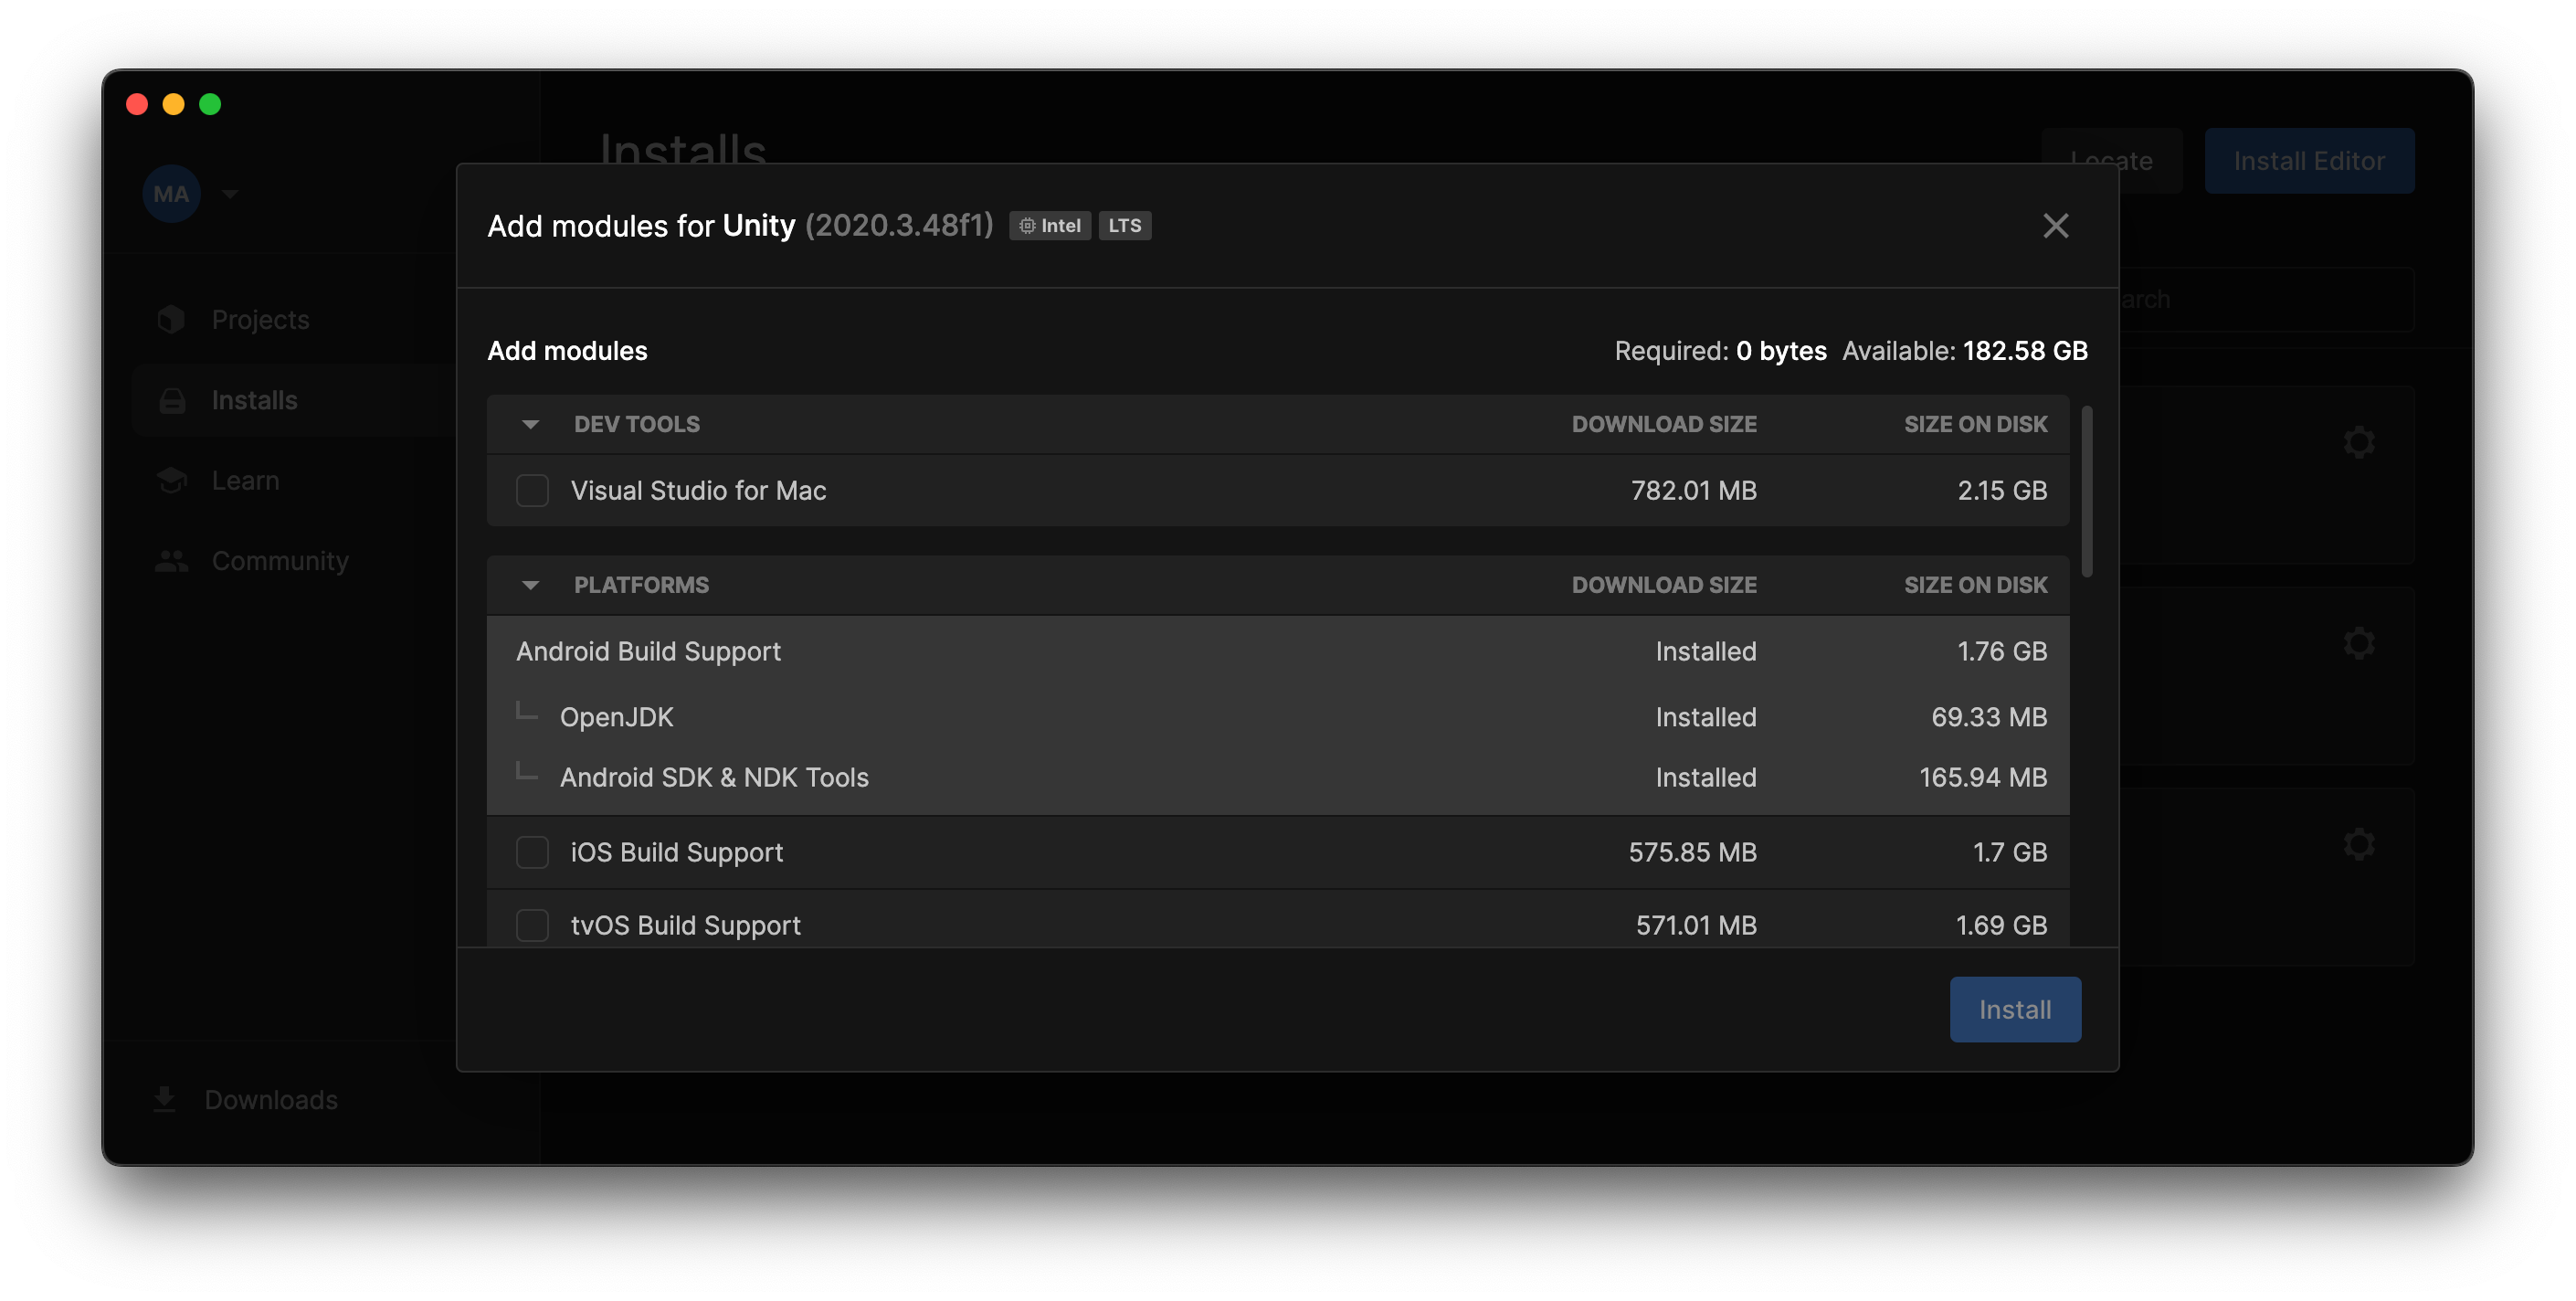 Installs
Locate
Install Editor
MA
Add modules for Unity (2020.3.48f1) Intel LTS
Projects
Installs
Learn
Community
Downloads
arch
Add modules
Required: 0 bytes Available: 182.58 GB
DEV TOOLS DOWNLOAD SIZE SIZE ON DISK
Visual Studio for Mac 782.01 MB 2.15 GB
PLATFORMS DOWNLOAD SIZE SIZE ON DISK
Android Build Support Installed 1.76 GB
OpenJDK Installed 69.33 MB
Android SDK & NDK Tools Installed 165.94 MB
iOS Build Support 575.85 MB 1.7 GB
tvOS Build Support 571.01 MB 1.69 GB
Install